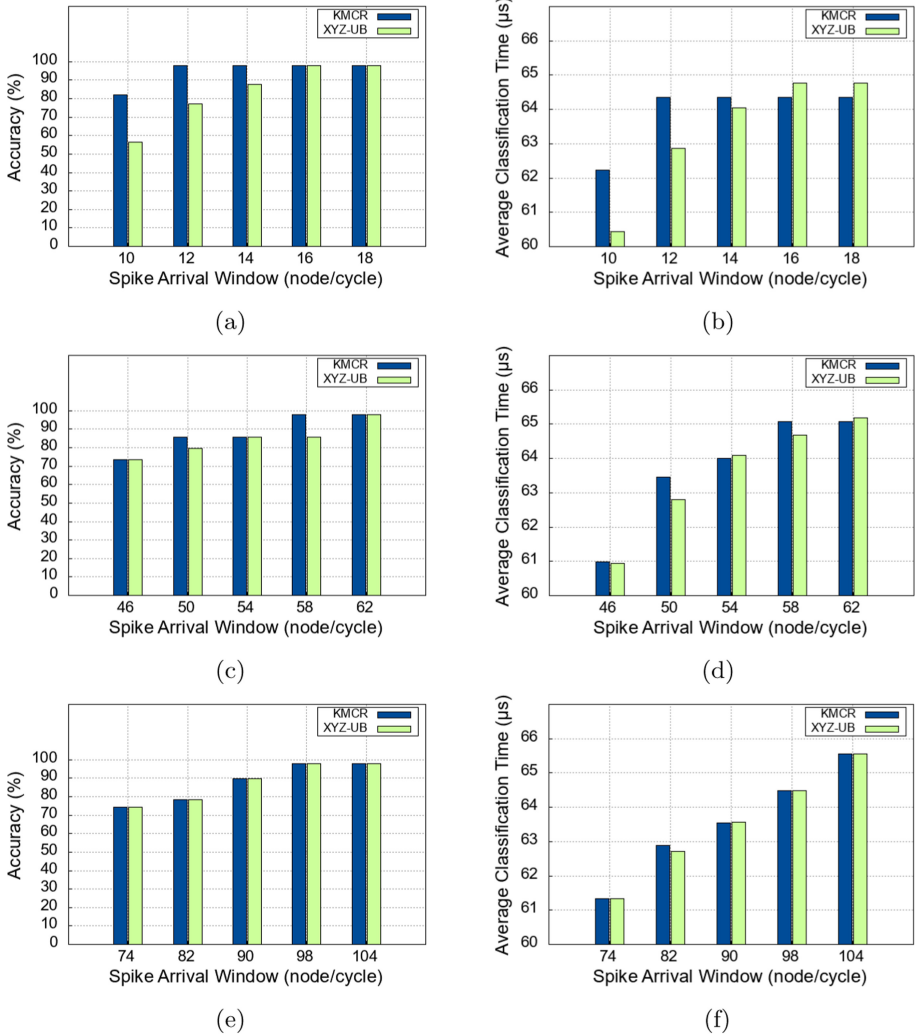 KMCR
XYZ-UB
100
90
80
70
60
50
40
30
20
10
0
Accuracy (%)
10 12 14 16 18
Spike Arrival Window (node/cycle)
(a)
KMCR
XYZ-UB
66
65
64
63
62
61
60
Average Classification Time (µs)
10 12 14 16 18
Spike Arrival Window (node/cycle)
(b)
KMCR
XYZ-UB
100
90
80
70
60
50
40
30
20
10
0
Accuracy (%)
46 50 54 58 62
Spike Arrival Window (node/cycle)
(c)
KMCR
XYZ-UB
66
65
64
63
62
61
60
Average Classification Time (µs)
46 50 54 58 62
Spike Arrival Window (node/cycle)
(d)
KMCR
XYZ-UB
100
90
80
70
60
50
40
30
20
10
0
Accuracy (%)
74 82 90 98 104
Spike Arrival Window (node/cycle)
(e)
KMCR
XYZ-UB
66
65
64
63
62
61
60
Average Classification Time (µs)
74 82 90 98 104
Spike Arrival Window (node/cycle)
(f)